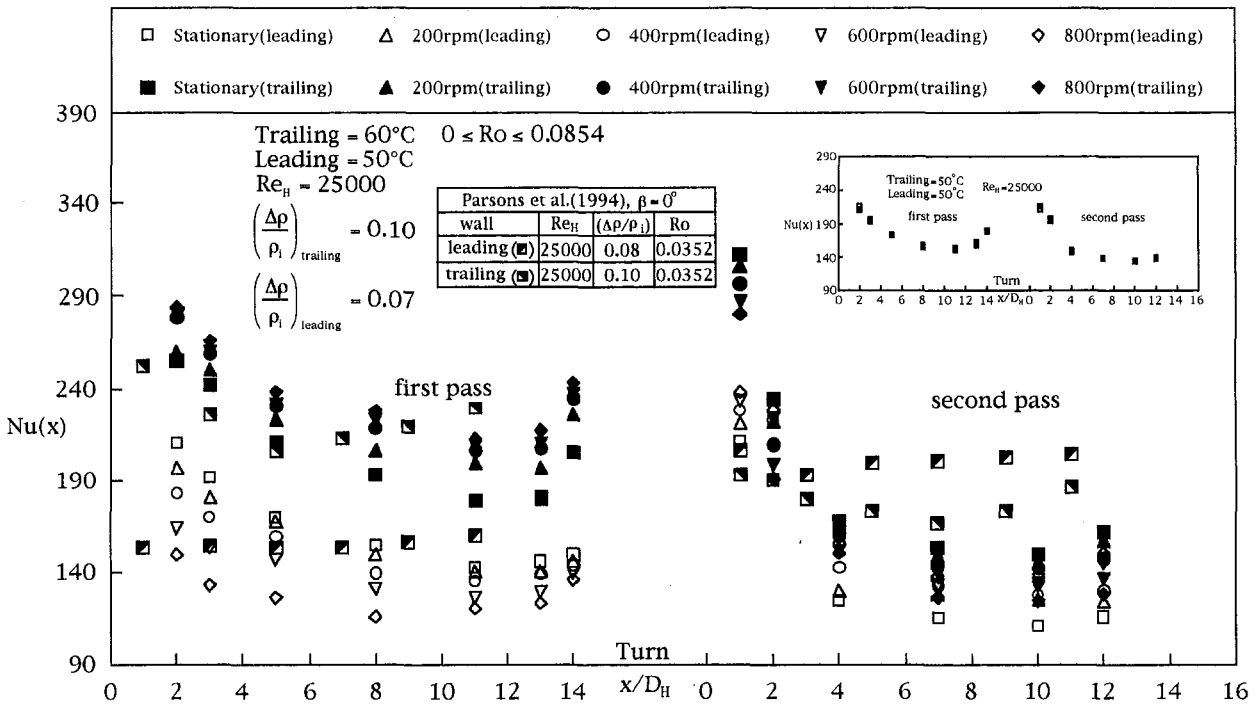 □ Stationary(leading) △ 200rpm(leading) ○ 400rpm(leading) ▽ 600rpm(leading) ◇ 800rpm(leading)
■ Stationary(trailing) ▲ 200rpm(trailing) ● 400rpm(trailing) ▼ 600rpm(trailing) ◆ 800rpm(trailing)
390
340
290
240
Nu(x)
190
140
90
Trailing = 60°C 0 ≤ Ro ≤ 0.0854
Leading = 50°C
Re_H = 25000
(Δρ/ρ_i)_trailing = 0.10
(Δρ/ρ_i)_leading = 0.07
Parsons et al.(1994), β=0°
wall Re_H (Δρ/ρ_i) Ro
leading (◩) 25000 0.08 0.0352
trailing (⬔) 25000 0.10 0.0352
290
240
Nu(x) 190
140
90
Trailing=50°C
Leading=50°C Re_H=25000
first pass second pass
Turn
0 2 4 6 8 10 12 14 x/D_H 0 2 4 6 8 10 12 14 16
first pass
second pass
Turn
0 2 4 6 8 10 12 14 x/D_H 0 2 4 6 8 10 12 14 16